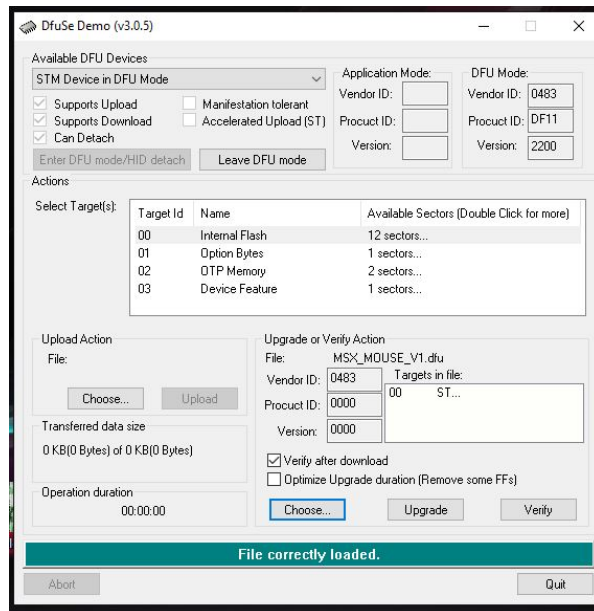 DfuSe Demo (v3.0.5)
Available DFU Devices
STM Device in DFU Mode
Supports Upload
Manifestation tolerant
Supports Download
Accelerated Upload (ST)
Can Detach
Enter DFU mode/HID detach
Leave DFU mode
Application Mode:
Vendor ID:
Procuct ID:
Version:
DFU Mode:
Vendor ID: 0483
Procuct ID: DF11
Version: 2200
Actions
Select Target(s):
Target Id Name Available Sectors (Double Click for more)
00 Internal Flash 12 sectors...
01 Option Bytes 1 sectors...
02 OTP Memory 2 sectors...
03 Device Feature 1 sectors...
Upload Action
File:
Choose... Upload
Transferred data size
0 KB(0 Bytes) of 0 KB(0 Bytes)
Operation duration
00:00:00
Upgrade or Verify Action
File: MSX_MOUSE_V1.dfu
Vendor ID: 0483
Procuct ID: 0000
Version: 0000
Targets in file:
00 ST...
Verify after download
Optimize Upgrade duration (Remove some FFs)
Choose... Upgrade Verify
File correctly loaded.
Abort Quit